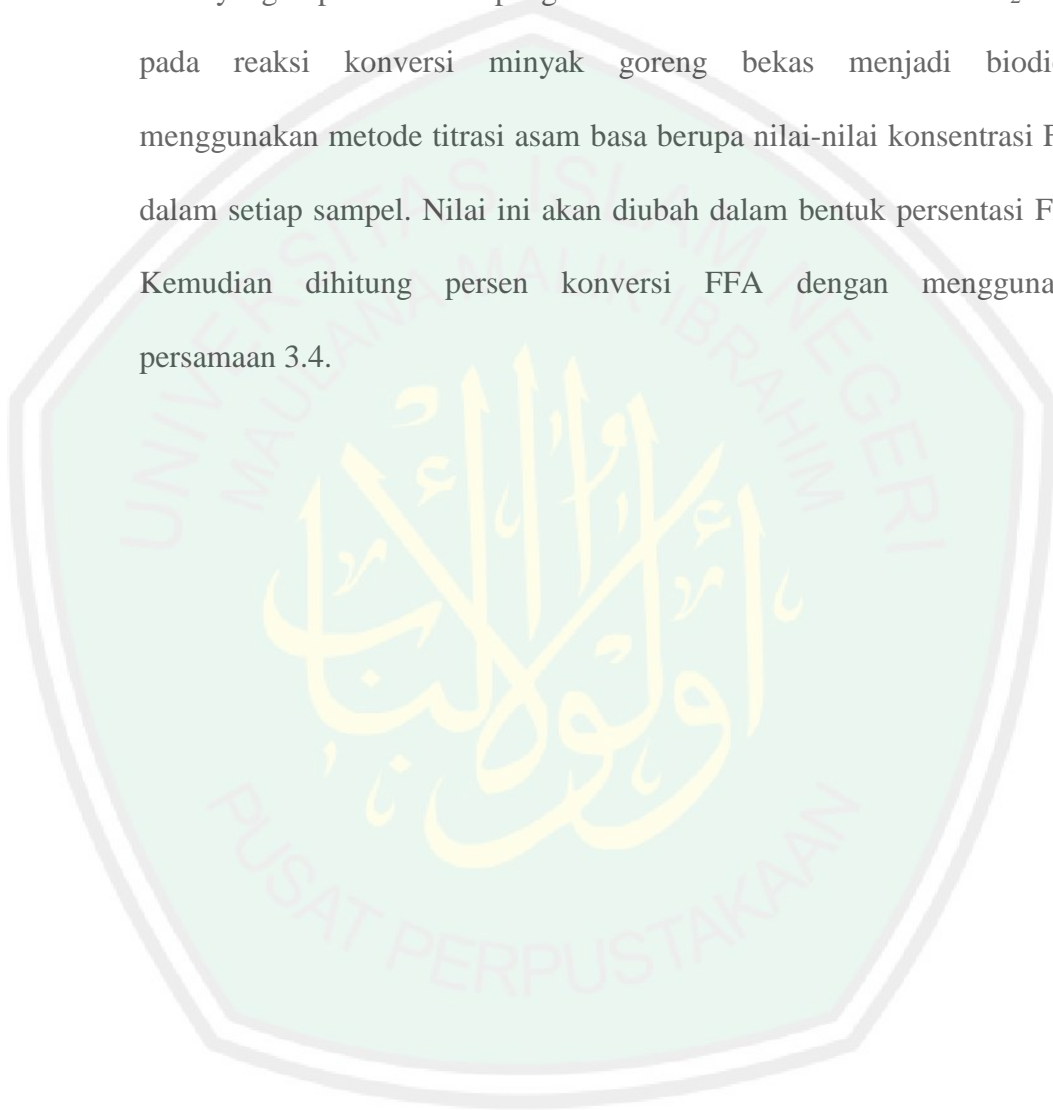 pada reaksi konversi minyak goreng bekas menjadi
menggunakan metode titrasi asam basa berupa nilai-nilai konsentrasi
dalam setiap sampel. Nilai ini akan diubah dalam bentuk persentasi
Kemudian dihitung persen konversi FFA dengan
persamaan 3.4.
UNIVERSITAS ISLAM NEGERI
MAULANA MALIK IBRAHIM
أولوا الألباب
PUSAT PERPUSTAKAAN